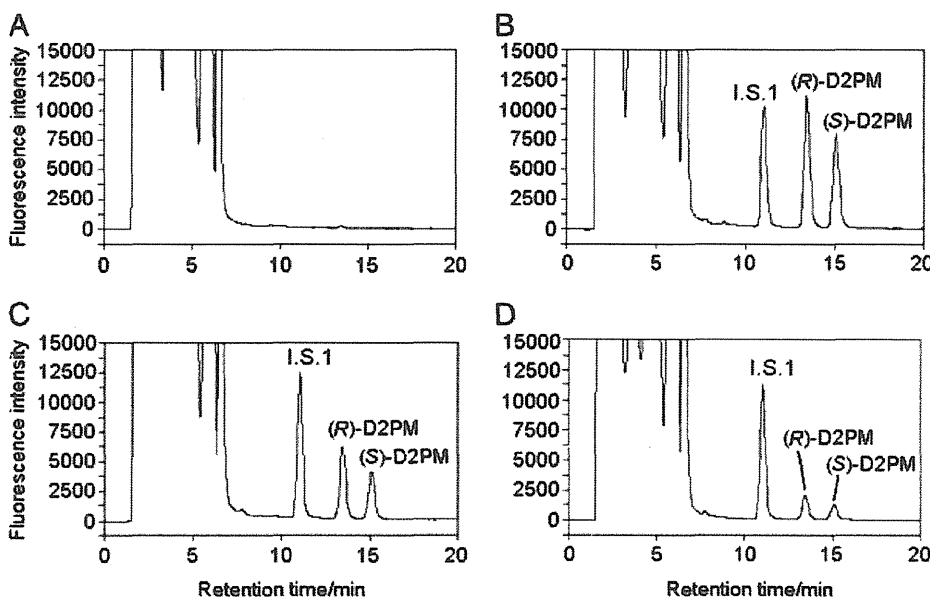 A
Fluorescence intensity
15000
12500
10000
7500
5000
2500
0
0 5 10 15 20
B
15000
12500
10000
7500
5000
2500
0
I.S.1
(R)-D2PM
(S)-D2PM
0 5 10 15 20
C
Fluorescence intensity
15000
12500
10000
7500
5000
2500
0
I.S.1
(R)-D2PM
(S)-D2PM
0 5 10 15 20
Retention time/min
D
15000
12500
10000
7500
5000
2500
0
I.S.1
(R)-D2PM
(S)-D2PM
0 5 10 15 20
Retention time/min